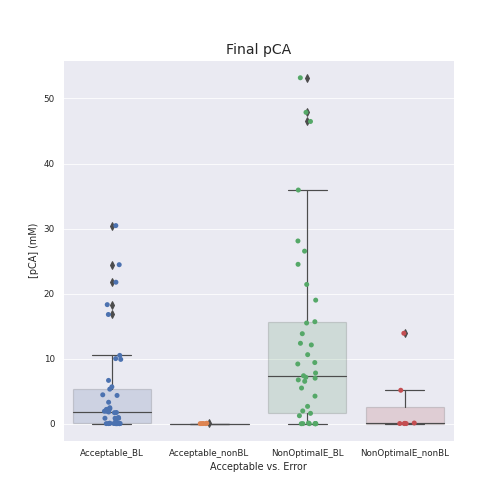 Final pCA
[pCA] (mM)
50
40
30
20
10
0
Acceptable_BL
Acceptable_nonBL
NonOptimalE_BL
NonOptimalE_nonBL
Acceptable vs. Error